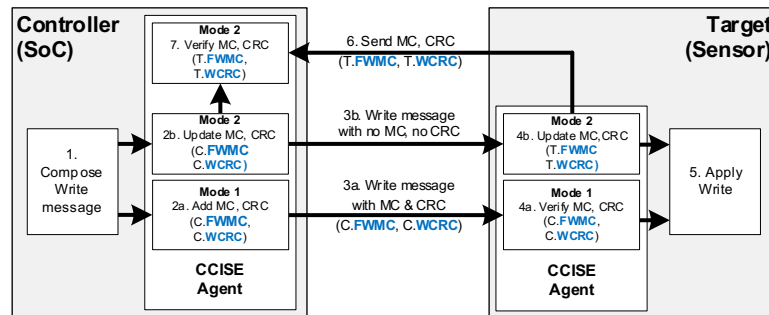 Controller
(SoC)
Target
(Sensor)
Mode 2
7. Verify MC, CRC
(T.FWMC,
T.WCRC)
6. Send MC, CRC
(T.FWMC, T.WCRC)
1.
Compose
Write
message
Mode 2
2b. Update MC, CRC
(C.FWMC
C.WCRC)
3b. Write message
with no MC, no CRC
Mode 2
4b. Update MC,CRC
(T.FWMC
T.WCRC)
5. Apply
Write
Mode 1
2a. Add MC, CRC
(C.FWMC,
C.WCRC)
3a. Write message
with MC & CRC
(C.FWMC, C.WCRC)
Mode 1
4a. Verify MC, CRC
(C.FWMC,
C.WCRC)
CCISE
Agent
CCISE
Agent